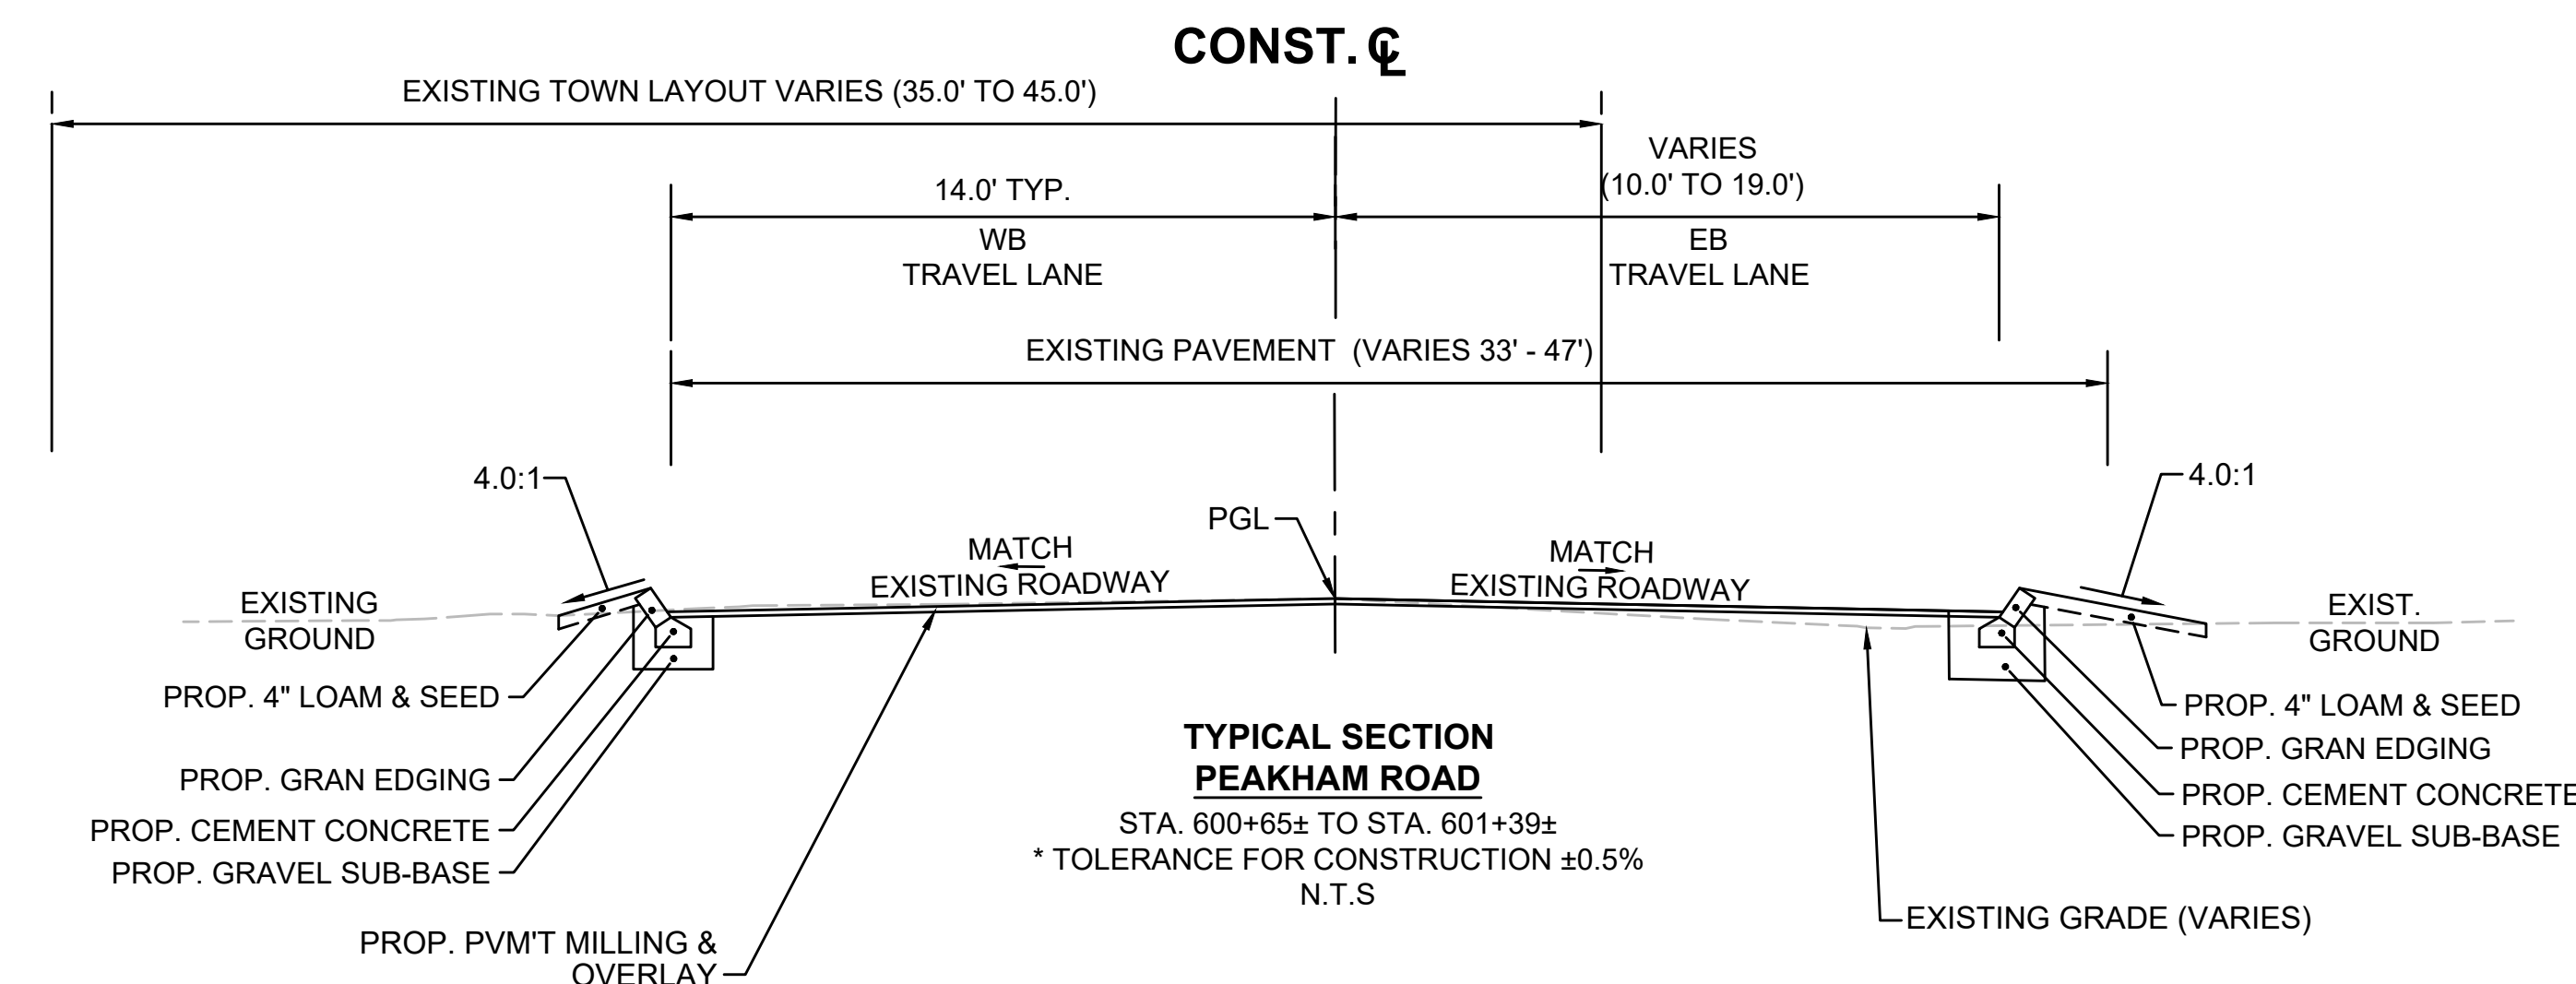 CONST. ℄
EXISTING TOWN LAYOUT VARIES (35.0' TO 45.0')
VARIES
(10.0' TO 19.0')
14.0' TYP.
WB
TRAVEL LANE
EB
TRAVEL LANE
EXISTING PAVEMENT (VARIES 33' - 47')
4.0:1
4.0:1
PGL
MATCH
EXISTING ROADWAY
MATCH
EXISTING ROADWAY
EXISTING
GROUND
EXIST.
GROUND
PROP. 4" LOAM & SEED
PROP. GRAN EDGING
PROP. CEMENT CONCRETE
PROP. GRAVEL SUB-BASE
PROP. PVM'T MILLING &
OVERLAY
TYPICAL SECTION
PEAKHAM ROAD
STA. 600+65± TO STA. 601+39±
* TOLERANCE FOR CONSTRUCTION ±0.5%
N.T.S
PROP. 4" LOAM & SEED
PROP. GRAN EDGING
PROP. CEMENT CONCRETE
PROP. GRAVEL SUB-BASE
EXISTING GRADE (VARIES)